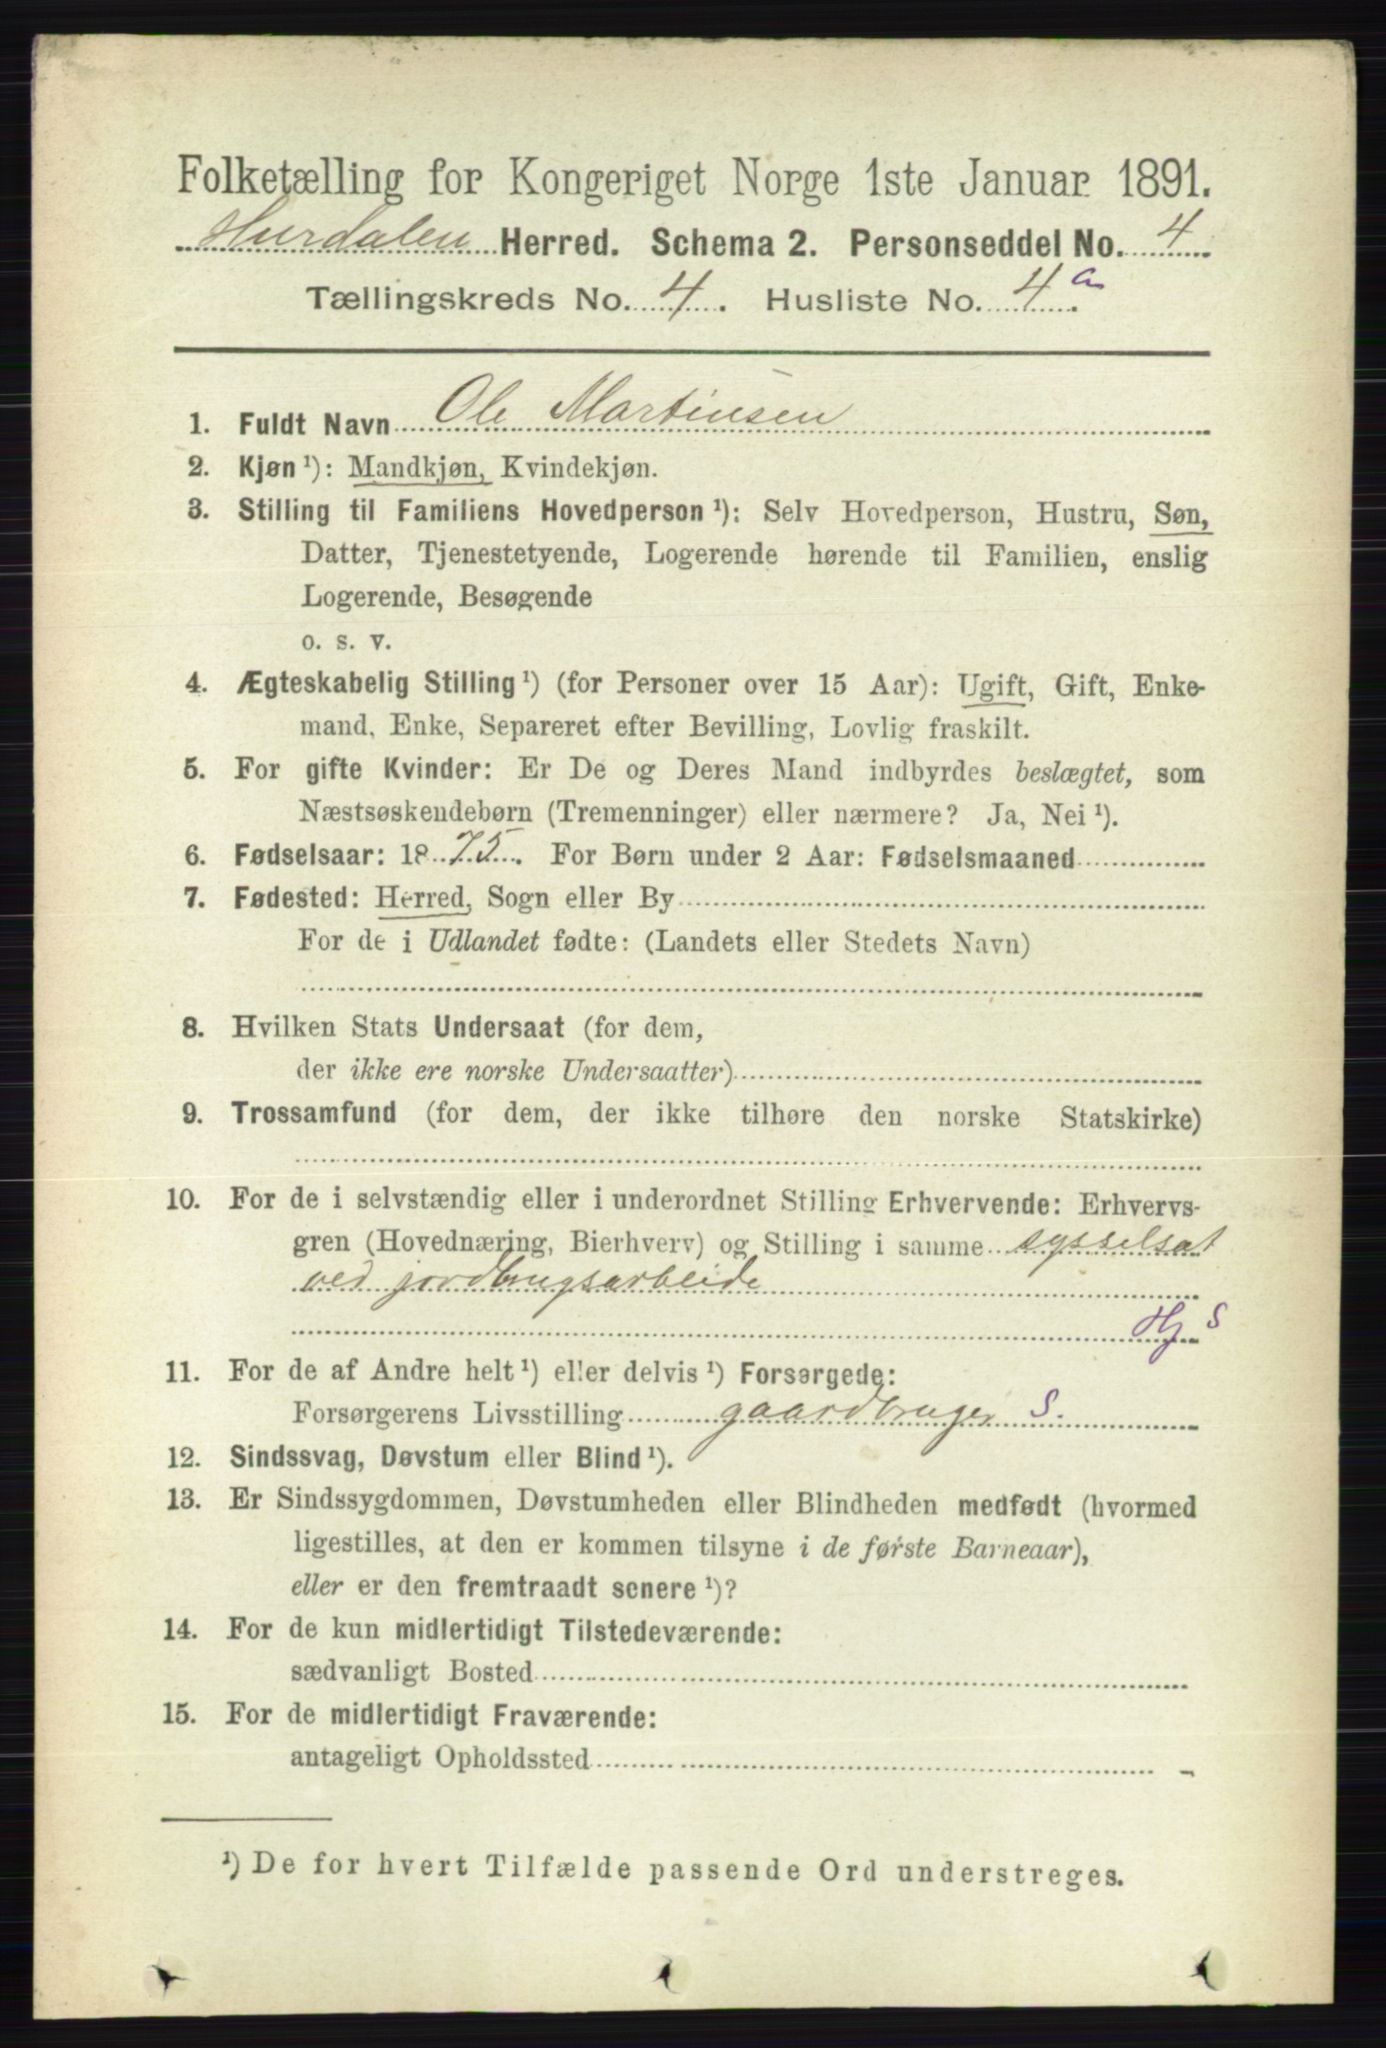 Folketælling for Kongeriget Norge 1ste Januar 1891.
Hurdalen Herred. Schema 2. Personseddel No. 4
Tællingskreds No. 4. Husliste No. 4 a.
1. Fuldt Navn Ole Martinsen
2. Kjøn ¹): Mandkjøn, Kvindekjøn.
3. Stilling til Familiens Hovedperson ¹): Selv Hovedperson, Hustru, Søn,
Datter, Tjenestetyende, Logerende hørende til Familien, enslig
Logerende, Besøgende
o. s. v.
4. Ægteskabelig Stilling ¹) (for Personer over 15 Aar): Ugift, Gift, Enke-
mand, Enke, Separeret efter Bevilling, Lovlig fraskilt.
5. For gifte Kvinder: Er De og Deres Mand indbyrdes beslægtet, som
Næstsøskendebørn (Tremenninger) eller nærmere? Ja, Nei ¹).
6. Fødselsaar: 1875. For Børn under 2 Aar: Fødselsmaaned
7. Fødested: Herred, Sogn eller By
For de i Udlandet fødte: (Landets eller Stedets Navn)
8. Hvilken Stats Undersaat (for dem,
der ikke ere norske Undersaatter)
9. Trossamfund (for dem, der ikke tilhøre den norske Statskirke)
10. For de i selvstændig eller i underordnet Stilling Erhvervende: Erhvervs-
gren (Hovednæring, Bierhverv) og Stilling i samme sysselsat
ved jordbrugsarbeide
Hj S
11. For de af Andre helt ¹) eller delvis ¹) Forsørgede:
Forsørgerens Livsstilling gaardbruger S.
12. Sindssvag, Døvstum eller Blind ¹).
13. Er Sindssygdommen, Døvstumheden eller Blindheden medfødt (hvormed
ligestilles, at den er kommen tilsyne i de første Barneaar),
eller er den fremtraadt senere ¹)?
14. For de kun midlertidigt Tilstedeværende:
sædvanligt Bosted
15. For de midlertidigt Fraværende:
antageligt Opholdssted
¹) De for hvert Tilfælde passende Ord understreges.